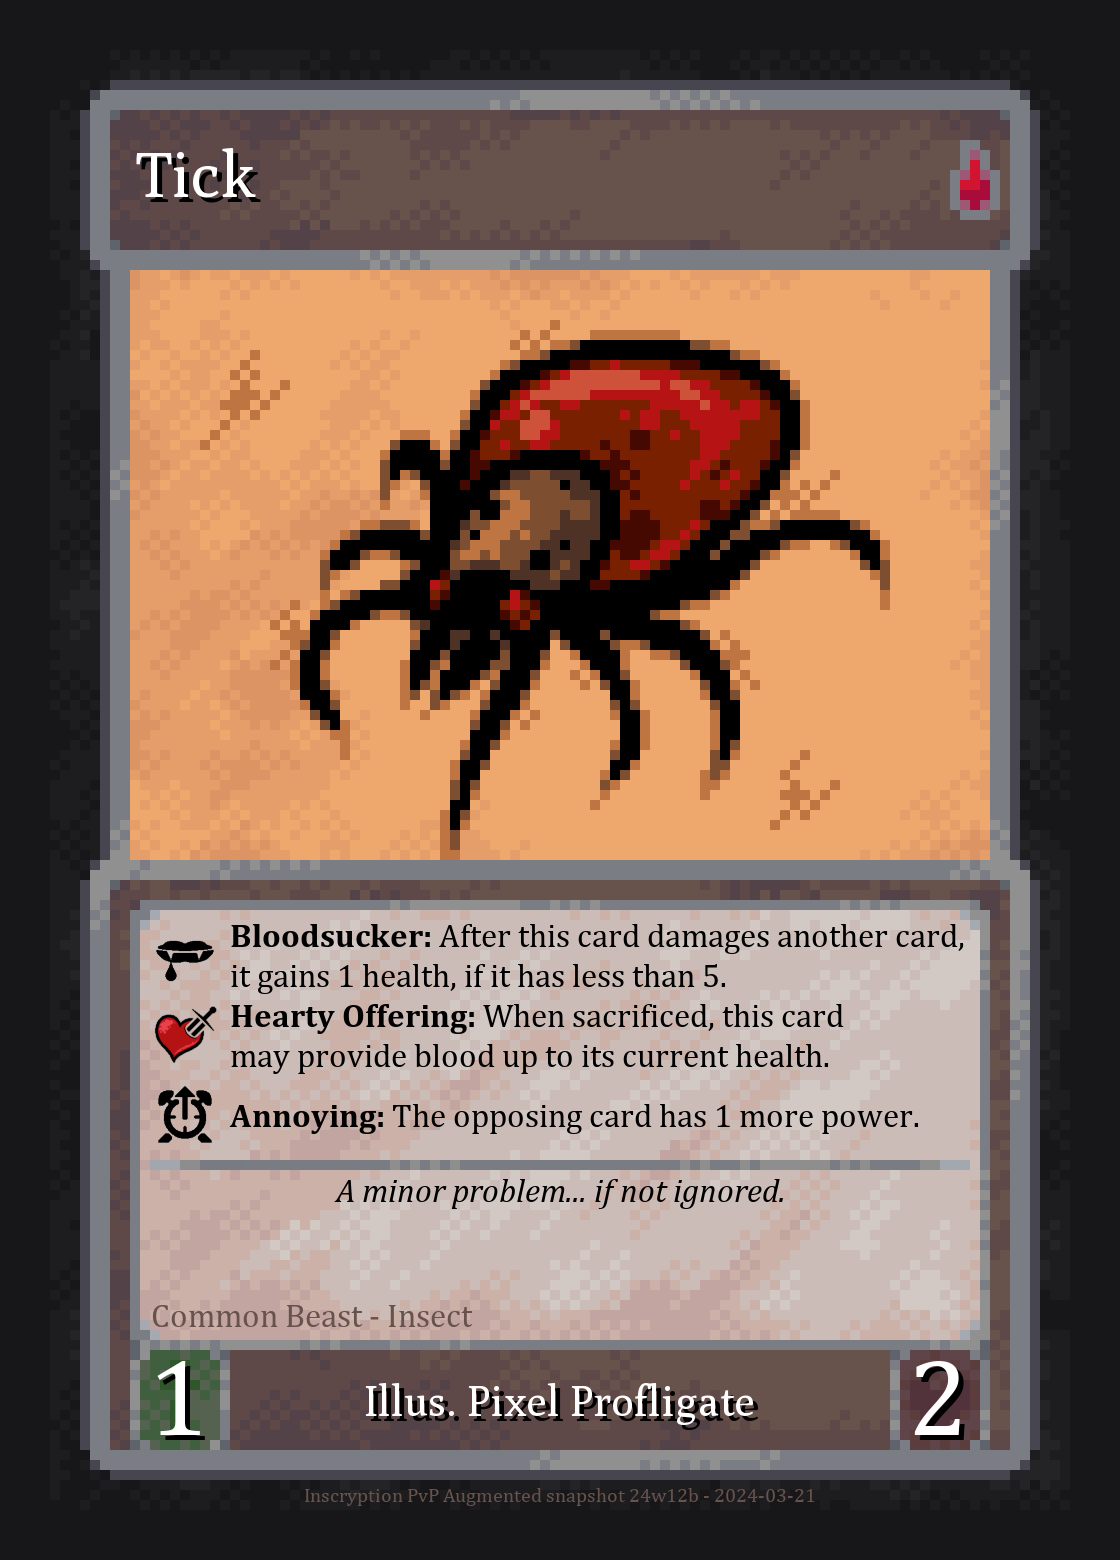 Tick
Bloodsucker: After this card damages another card,
it gains 1 health, if it has less than 5.
Hearty Offering: When sacrificed, this card
may provide blood up to its current health.
Annoying: The opposing card has 1 more power.
A minor problem... if not ignored.
Common Beast - Insect
1
Illus. Pixel Profligate
2
Inscryption PvP Augmented snapshot 24w12b - 2024-03-21